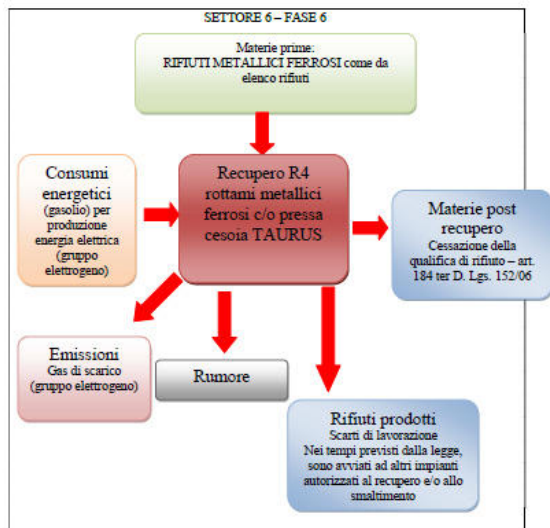 SETTORE 6 – FASE 6
Materie prime:
RIFIUTI METALLICI FERROSI come da
elenco rifiuti
Consumi
energetici
(gasolio) per
produzione
energia elettrica
(gruppo
elettrogeno)
Recupero R4
rottami metallici
ferrosi c/o pressa
cesoia TAURUS
Materie post
recupero
Cessazione della
qualifica di rifiuto – art.
184 ter D. Lgs. 152/06
Emissioni
Gas di scarico
(gruppo elettrogeno)
Rumore
Rifiuti prodotti
Scarti di lavorazione
Nei tempi previsti dalla legge,
sono avviati ad altri impianti
autorizzati al recupero e/o allo
smaltimento